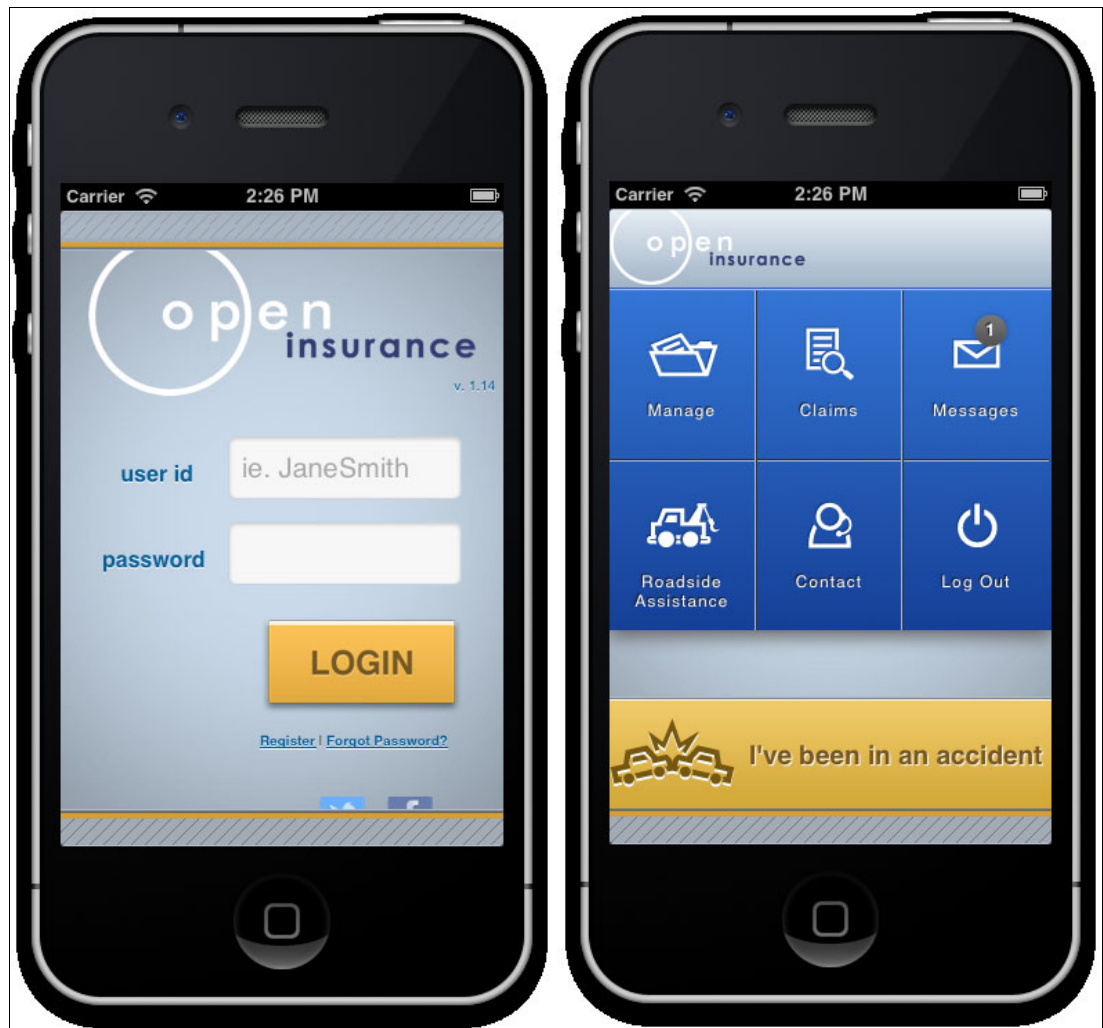 Carrier 2:26 PM
open
insurance
v. 1.14
user id
ie. JaneSmith
password
LOGIN
Register | Forgot Password?
Carrier 2:26 PM
open
insurance
1
Manage Claims Messages
Roadside
Assistance
Contact Log Out
I've been in an accident